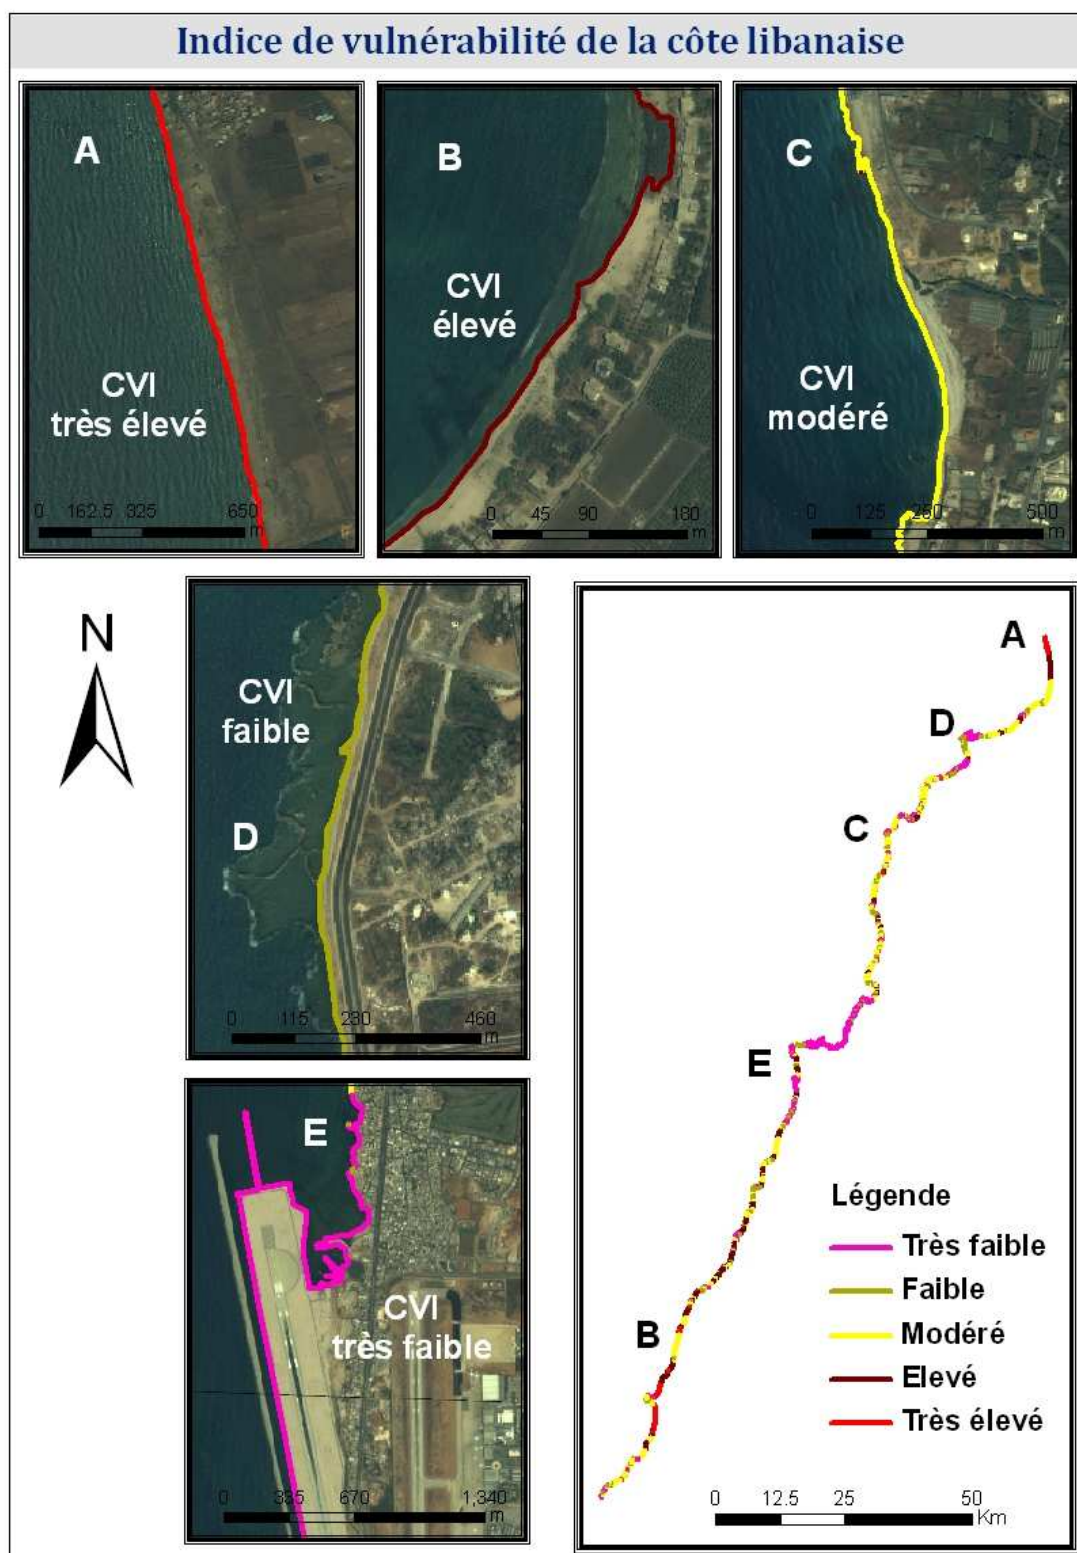 Indice de vulnérabilité de la côte libanaise
A
CVI
très élevé
0 162.5 325 650
m
B
CVI
élevé
0 45 90 180
m
C
CVI
modéré
0 125 250 500
m
N
CVI
faible
D
0 115 230 460
m
E
CVI
très faible
0 335 670 1,340
m
A
D
C
E
B
Légende
Très faible
Faible
Modéré
Elevé
Très élevé
0 12.5 25 50
Km